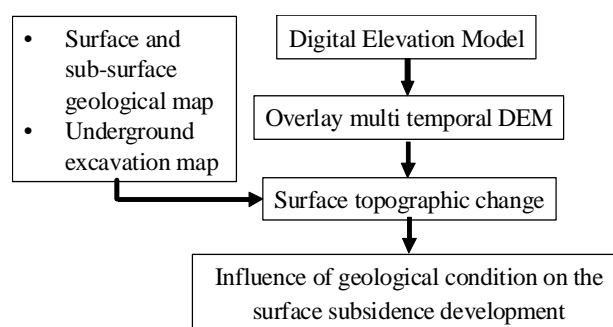 • Surface and
sub-surface
geological map
• Underground
excavation map
Digital Elevation Model
Overlay multi temporal DEM
Surface topographic change
Influence of geological condition on the
surface subsidence development